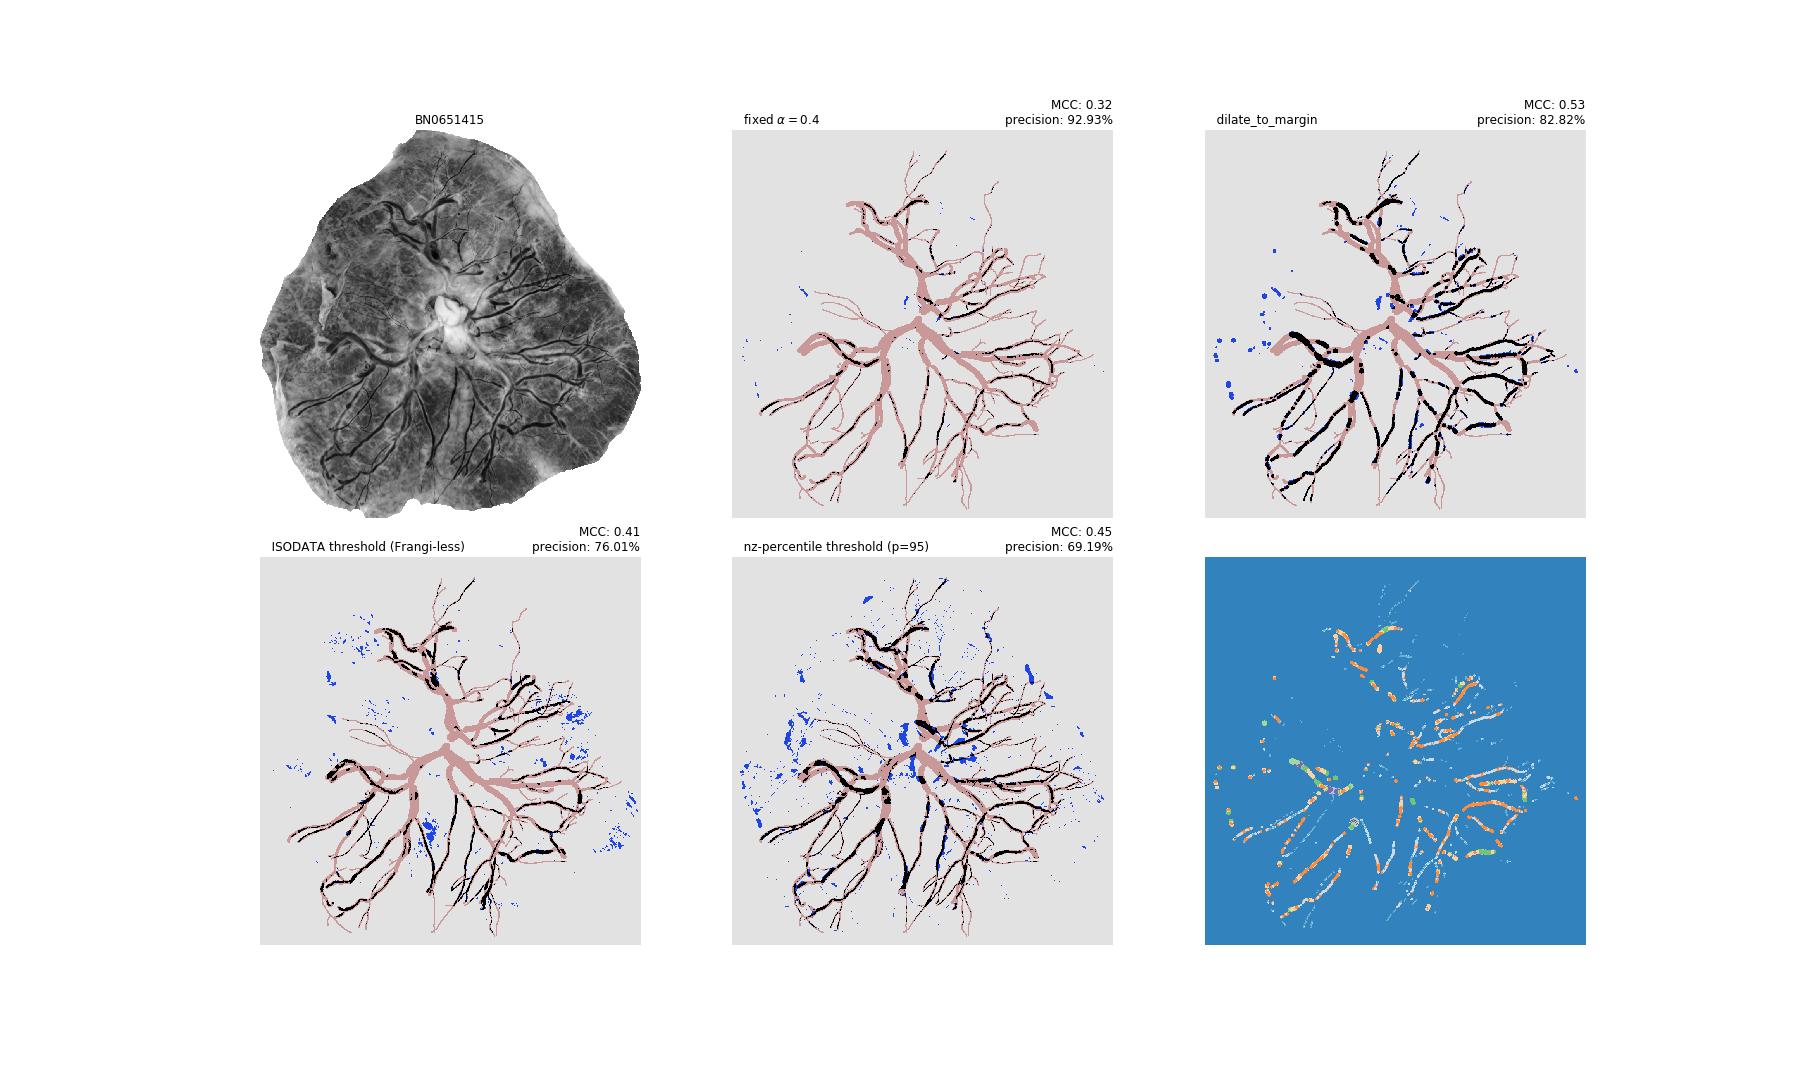 BN0651415
MCC: 0.32
fixed α = 0.4 precision: 92.93%
MCC: 0.53
dilate_to_margin precision: 82.82%
MCC: 0.41
ISODATA threshold (Frangi-less) precision: 76.01%
MCC: 0.45
nz-percentile threshold (p=95) precision: 69.19%